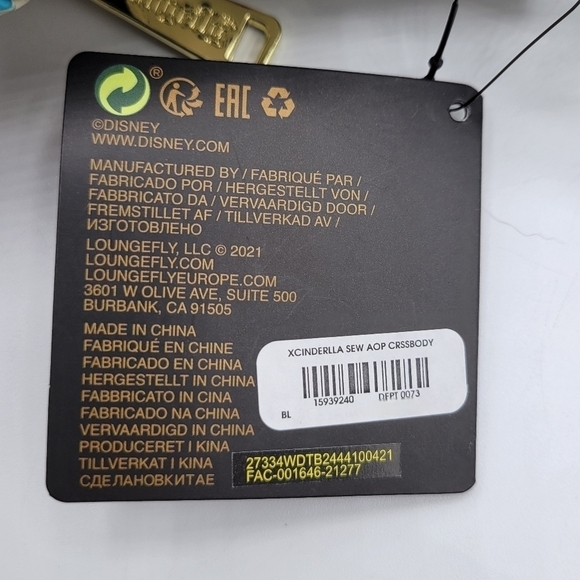 ®
EAC
©DISNEY
WWW.DISNEY.COM
MANUFACTURED BY / FABRIQUÉ PAR /
FABRICADO POR / HERGESTELLT VON /
FABBRICATO DA / VERVAARDIGD DOOR /
FREMSTILLET AF / TILLVERKAD AV /
ИЗГОТОВЛЕНО
LOUNGEFLY, LLC © 2021
LOUNGEFLY.COM
LOUNGEFLYEUROPE.COM
3601 W OLIVE AVE, SUITE 500
BURBANK, CA 91505
MADE IN CHINA
FABRIQUÉ EN CHINE
FABRICADO EN CHINA
HERGESTELLT IN CHINA
FABBRICATO IN CINA
FABRICADO NA CHINA
VERVAARDIGD IN CHINA
PRODUCERET I KINA
TILLVERKAT I KINA
СДЕЛАНОВКИТАЕ
XCINDERLLA SEW AOP CRSSBODY
15939240 DEPT 0073
BL
27334WDTB2444100421
FAC-001646-21277